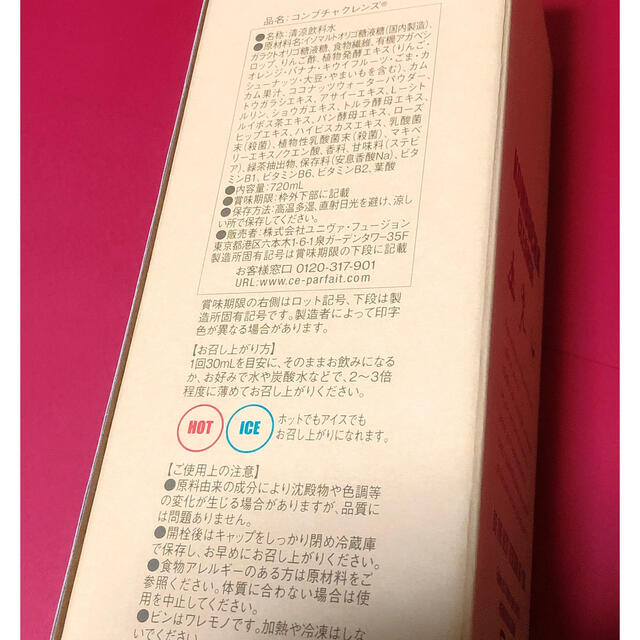 品名：コンブチャクレンズ®
●名称：清涼飲料水
●原材料名：イソマルトオリゴ糖液糖(国内製造)、
ガラクトオリゴ糖液糖、食物繊維、有機アガベシ
ロップ、りんご酢、植物発酵エキス(りんご・
オレンジ・バナナ・キウイフルーツ・ごま・カ
シューナッツ・大豆・やまいもを含む)、カム
カム果汁、ココナッツウォーターパウダー、
トウガラシエキス、アサイーエキス、L-シート
ルリン、ショウガエキス、トルラ酵母エキス、
ルイボス茶エキス、パン酵母エキス、ローズ
ヒップエキス、ハイビスカスエキス、乳酸菌
末(殺菌)、植物性乳酸菌末(殺菌)、マキベ
リーエキス/クエン酸、香料、甘味料(ステビ
ア)、緑茶抽出物、保存料(安息香酸Na)、ビタ
ミンB1、ビタミンB6、ビタミンB2、葉酸
●内容量：720mL
●賞味期限：枠外下部に記載
●保存方法：高温多湿、直射日光を避け、涼し
い所で保存してください。
●販売者：株式会社ユニヴァ・フュージョン
東京都港区六本木1-6-1泉ガーデンタワー35F
製造所固有記号は賞味期限の下段に記載
お客様窓口 0120-317-901
URL：www.ce-parfait.com
賞味期限の右側はロット記号、下段は製
造所固有記号です。製造者によって印字
色が異なる場合があります。
【お召し上がり方】
1回30mLを目安に、そのままお飲みになる
か、お好みで水や炭酸水などで、2～3倍
程度に薄めてお召し上がりください。
HOT ICE ホットでもアイスでも
お召し上がりになれます。
【ご使用上の注意】
●原料由来の成分により沈殿物や色調等
の変化が生じる場合がありますが、品質に
は問題ありません。
●開栓後はキャップをしっかり閉め冷蔵庫
で保存し、お早めにお召し上がりください。
●食物アレルギーのある方は原材料をご
参照ください。体質に合わない場合は使
用を中止してください。
●ビンはワレモノです。加熱や冷凍はしな
いでください。